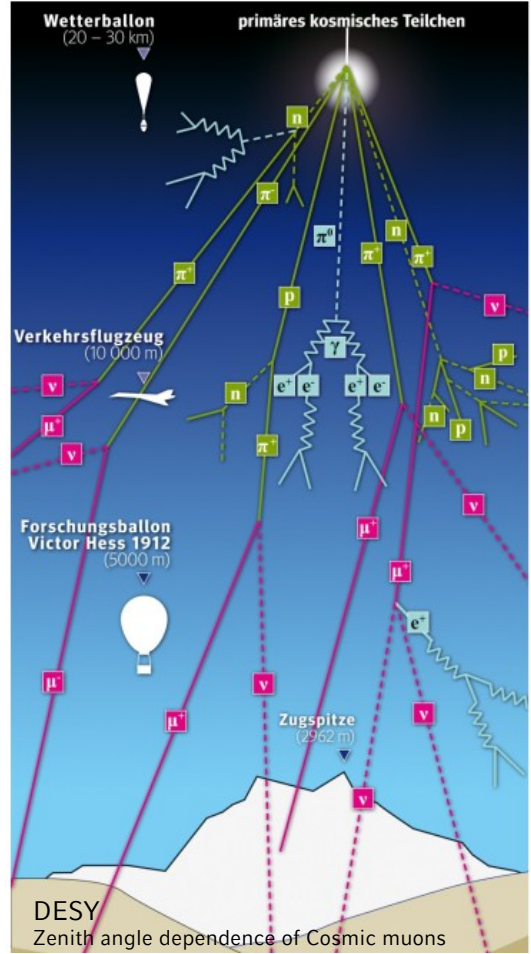 Wetterballon
(20 – 30 km)
primäres kosmisches Teilchen
n
π⁻
n
π⁰
π⁺
π⁺
π⁺
p
ν
Verkehrsflugzeug
(10 000 m)
γ
p
ν
e⁺ e⁻
e⁺ e⁻
n
n
μ⁺
n
p
ν
π⁺
ν
Forschungsballon
Victor Hess 1912
(5000 m)
μ⁺
μ⁺
e⁺
μ⁻
ν
μ⁺
ν
Zugspitze
(2962 m)
ν
DESY
Zenith angle dependence of Cosmic muons